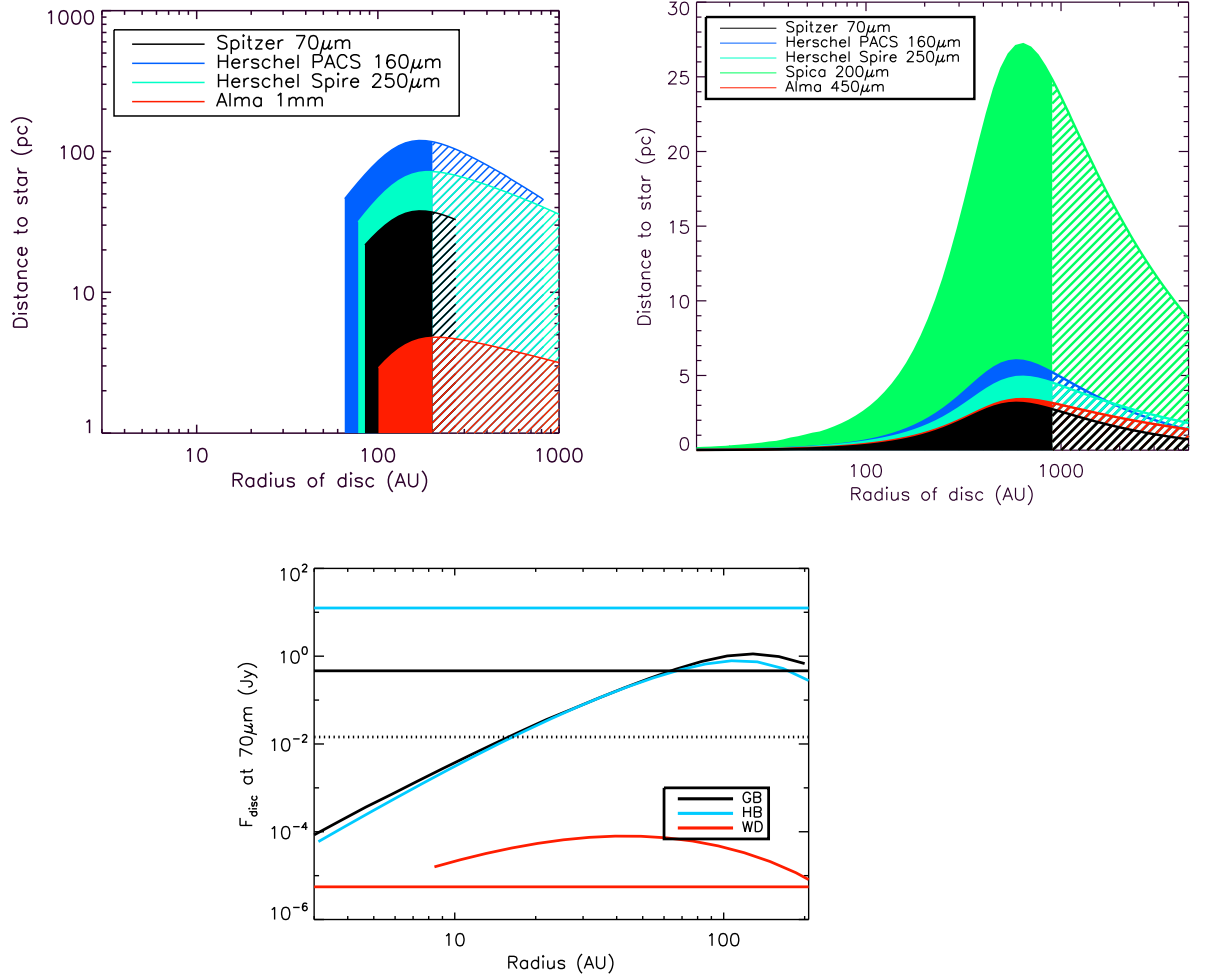 1000
100
10
1
Distance to star (pc)
Spitzer 70μm
Herschel PACS 160μm
Herschel Spire 250μm
Alma 1mm
10 100 1000
Radius of disc (AU)
30
25
20
15
10
5
0
Distance to star (pc)
Spitzer 70μm
Herschel PACS 160μm
Herschel Spire 250μm
Spica 200μm
Alma 450μm
100 1000
Radius of disc (AU)
10^2
10^0
10^-2
10^-4
10^-6
F_disc at 70μm (Jy)
GB
HB
WD
10 100
Radius (AU)